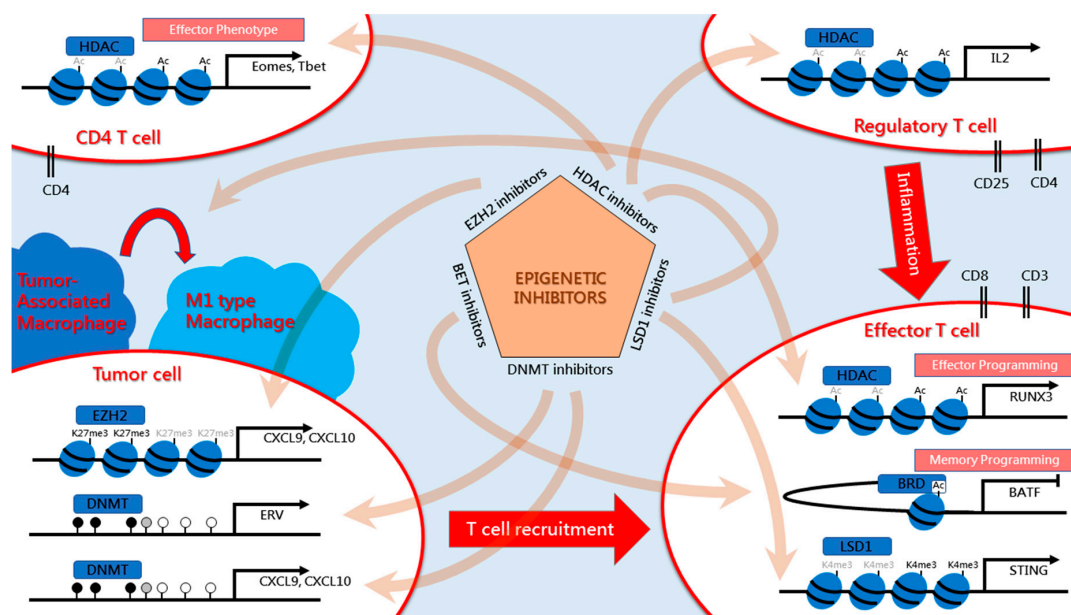 Effector Phenotype
HDAC
Ac Ac Ac Ac
Eomes, Tbet
CD4 T cell
CD4
HDAC
Ac Ac Ac Ac
IL2
Regulatory T cell
CD25
CD4
Inflammation
EZH2 inhibitors
HDAC inhibitors
BET inhibitors
LSD1 inhibitors
DNMT inhibitors
EPIGENETIC
INHIBITORS
Tumor-
Associated
Macrophage
M1 type
Macrophage
Tumor cell
EZH2
K27me3 K27me3 K27me3 K27me3
CXCL9, CXCL10
DNMT
ERV
DNMT
CXCL9, CXCL10
T cell recruitment
CD8
CD3
Effector T cell
Effector Programming
HDAC
Ac Ac Ac Ac
RUNX3
Memory Programming
BRD
Ac
BATF
LSD1
K4me3 K4me3 K4me3 K4me3
STING